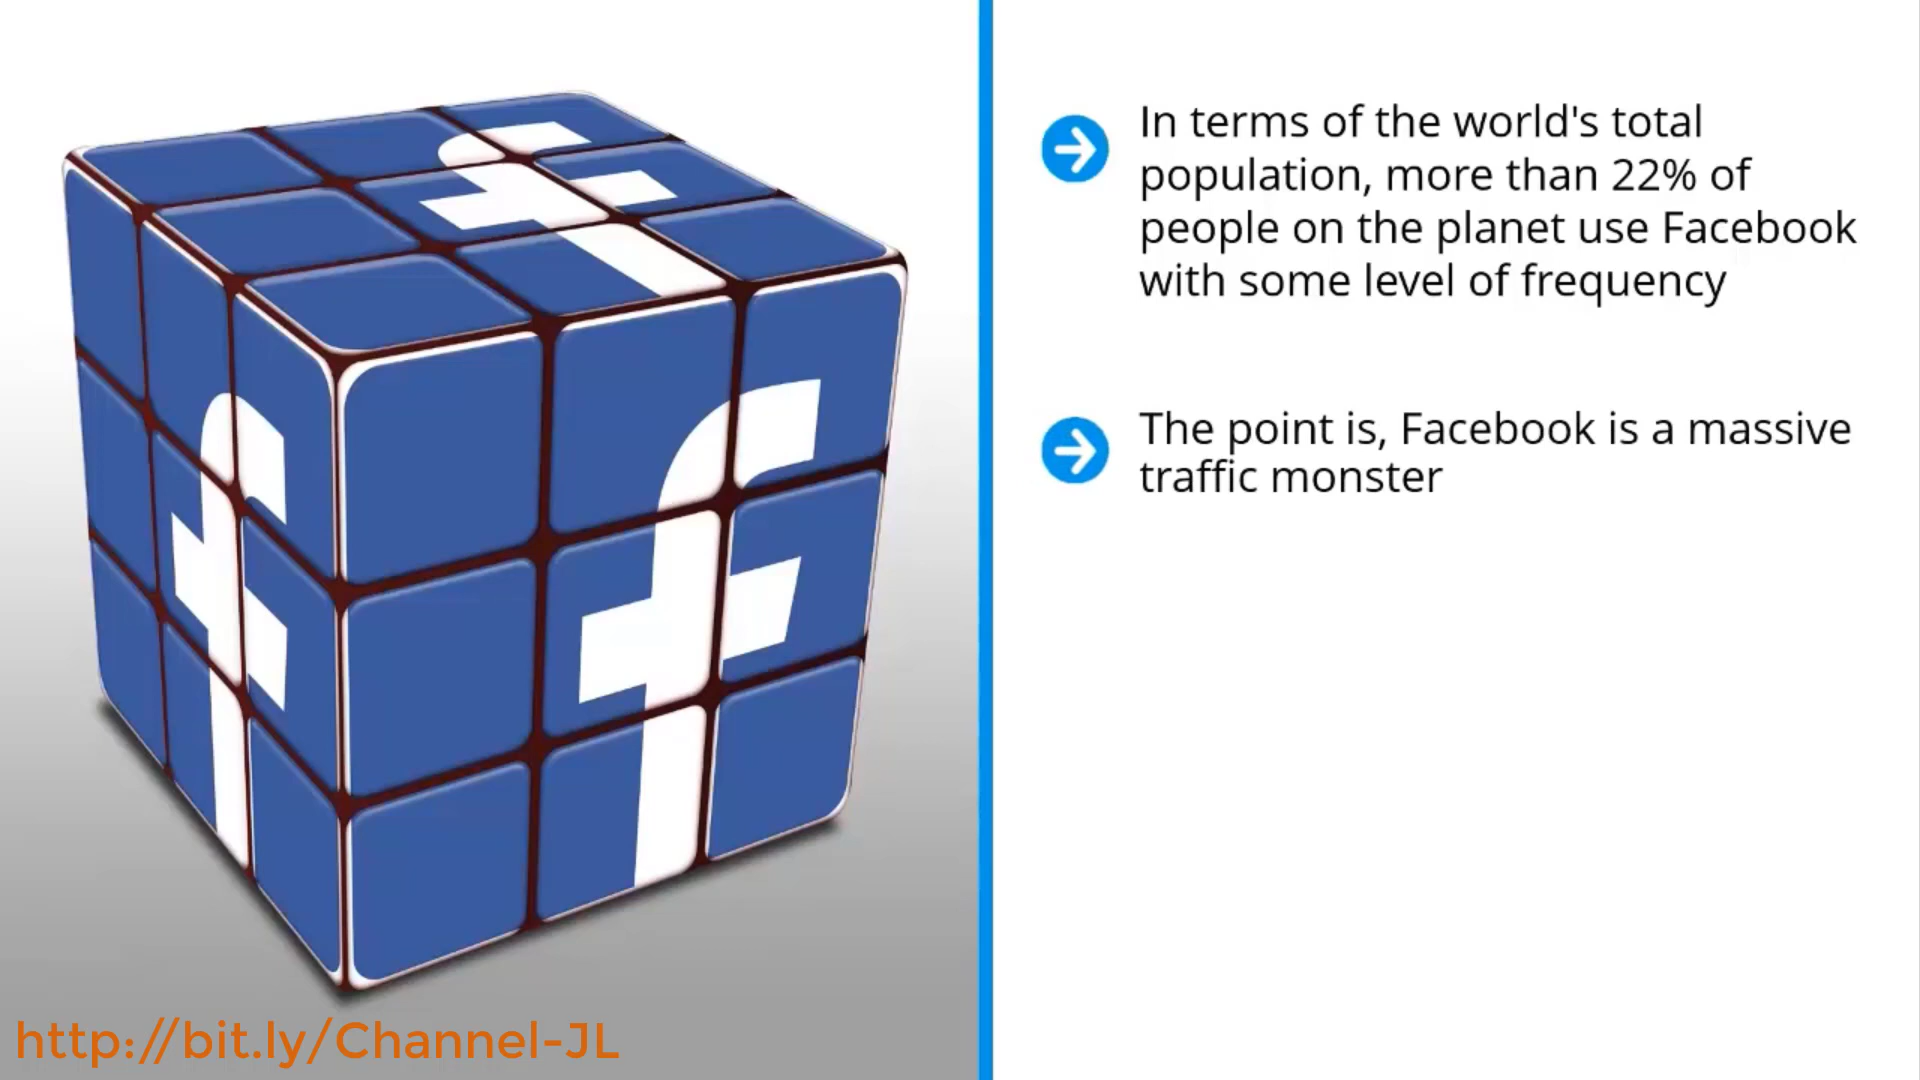 In terms of the world's total
population, more than 22% of
people on the planet use Facebook
with some level of frequency
The point is, Facebook is a massive
traffic monster
http://bit.ly/Channel-JL